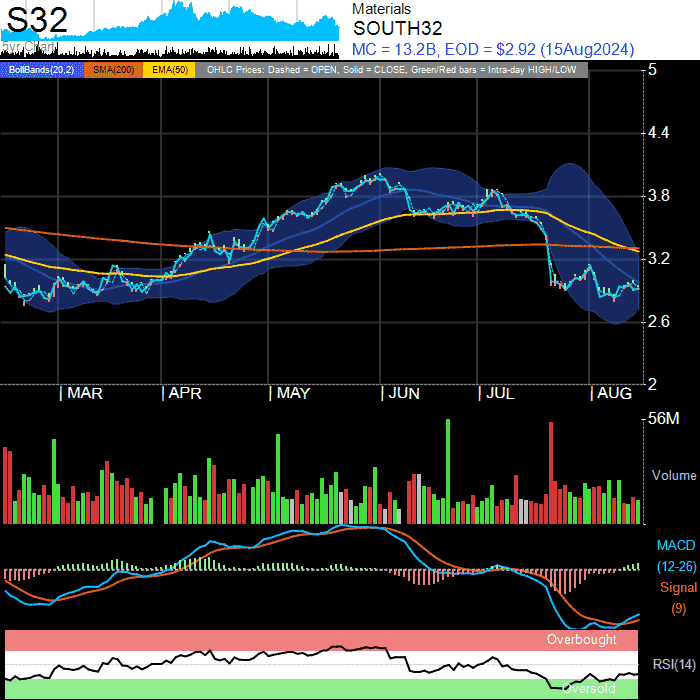 S32
5yr Chart
Materials
SOUTH32
MC = 13.2B, EOD = $2.92 (15Aug2024)
BollBands(20,2) SMA(200) EMA(50) OHLC Prices: Dashed = OPEN, Solid = CLOSE, Green/Red bars = Intra-day HIGH/LOW
5
4.4
3.8
3.2
2.6
2
MAR APR MAY JUN JUL AUG
56M
Volume
MACD
(12-26)
Signal
(9)
Overbought
RSI(14)
Oversold